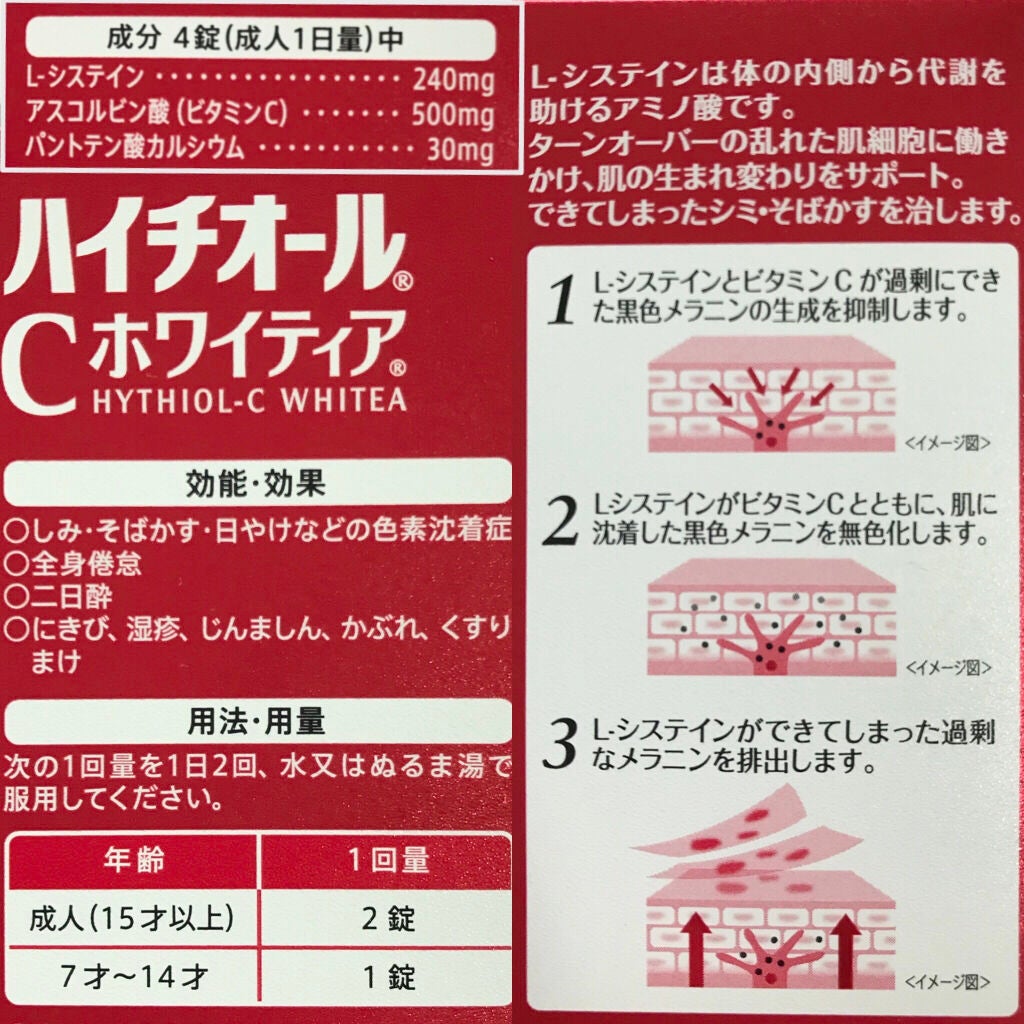 成分 4錠(成人1日量)中
L-システイン ・・・・・・・・・・・・・・・・・ 240mg
アスコルビン酸(ビタミンC) ・・・・・・・ 500mg
パントテン酸カルシウム ・・・・・・・・・・・ 30mg
ハイチオール®
Cホワイティア®
HYTHIOL-C WHITEA
効能・効果
○しみ・そばかす・日やけなどの色素沈着症
○全身倦怠
○二日酔
○にきび、湿疹、じんましん、かぶれ、くすり
まけ
用法・用量
次の1回量を1日2回、水又はぬるま湯で
服用してください。
年齢 1回量
成人(15才以上) 2錠
7才〜14才 1錠
L-システインは体の内側から代謝を
助けるアミノ酸です。
ターンオーバーの乱れた肌細胞に働き
かけ、肌の生まれ変わりをサポート。
できてしまったシミ・そばかすを治します。
1 L-システインとビタミンCが過剰にでき
た黒色メラニンの生成を抑制します。
<イメージ図>
2 L-システインがビタミンCとともに、肌に
沈着した黒色メラニンを無色化します。
<イメージ図>
3 L-システインができてしまった過剰
なメラニンを排出します。
<イメージ図>